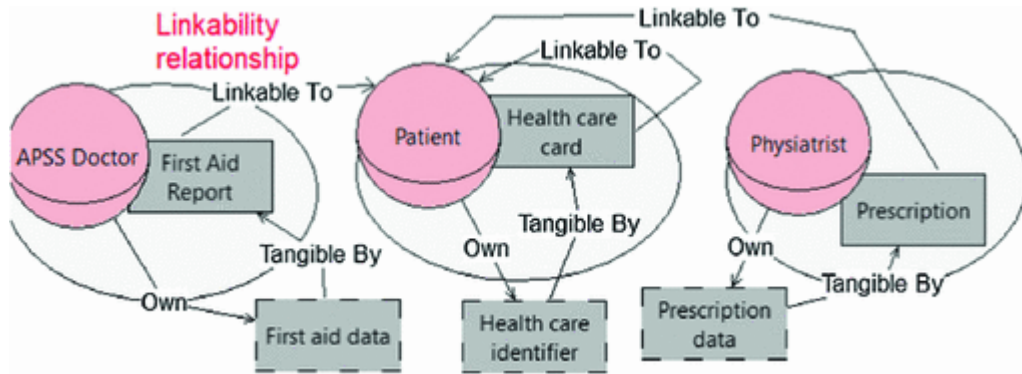 Linkability
relationship
Linkable To
Linkable To
Linkable To
APSS Doctor
First Aid
Report
Patient
Health care
card
Physiatrist
Prescription
Tangible By
Own
Tangible By
Own
Tangible By
Own
First aid data
Health care
identifier
Prescription
data